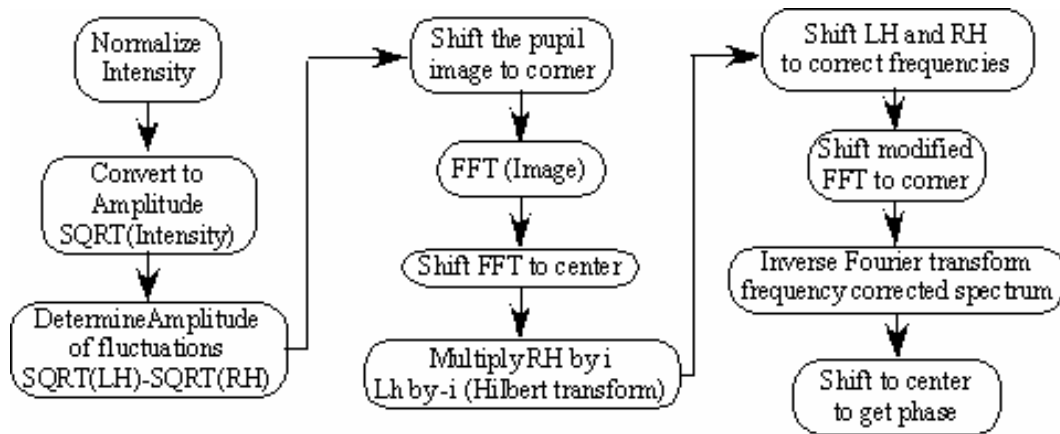 Normalize
Intensity
Convert to
Amplitude
SQRT(Intensity)
DetermineAmplitude
of fluctuations
SQRT(LH)-SQRT(RH)
Shift the pupil
image to corner
FFT (Image)
Shift FFT to center
MultiplyRH by i
Lh by -i (Hilbert transform)
Shift LH and RH
to correct frequencies
Shift modified
FFT to corner
Inverse Fourier transform
frequency corrected spectrum
Shift to center
to get phase